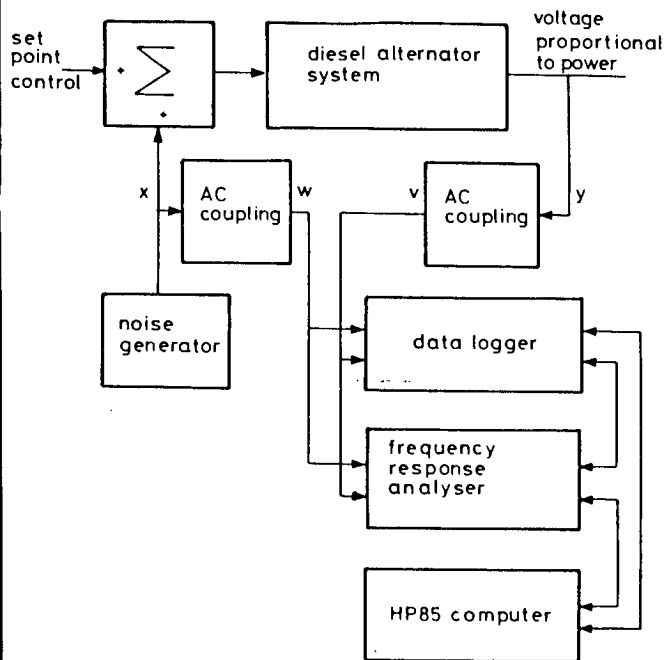 set
point
control
+
Σ
+
diesel alternator
system
voltage
proportional
to power
x
AC
coupling
w
v
AC
coupling
y
noise
generator
data logger
frequency
response
analyser
HP85 computer